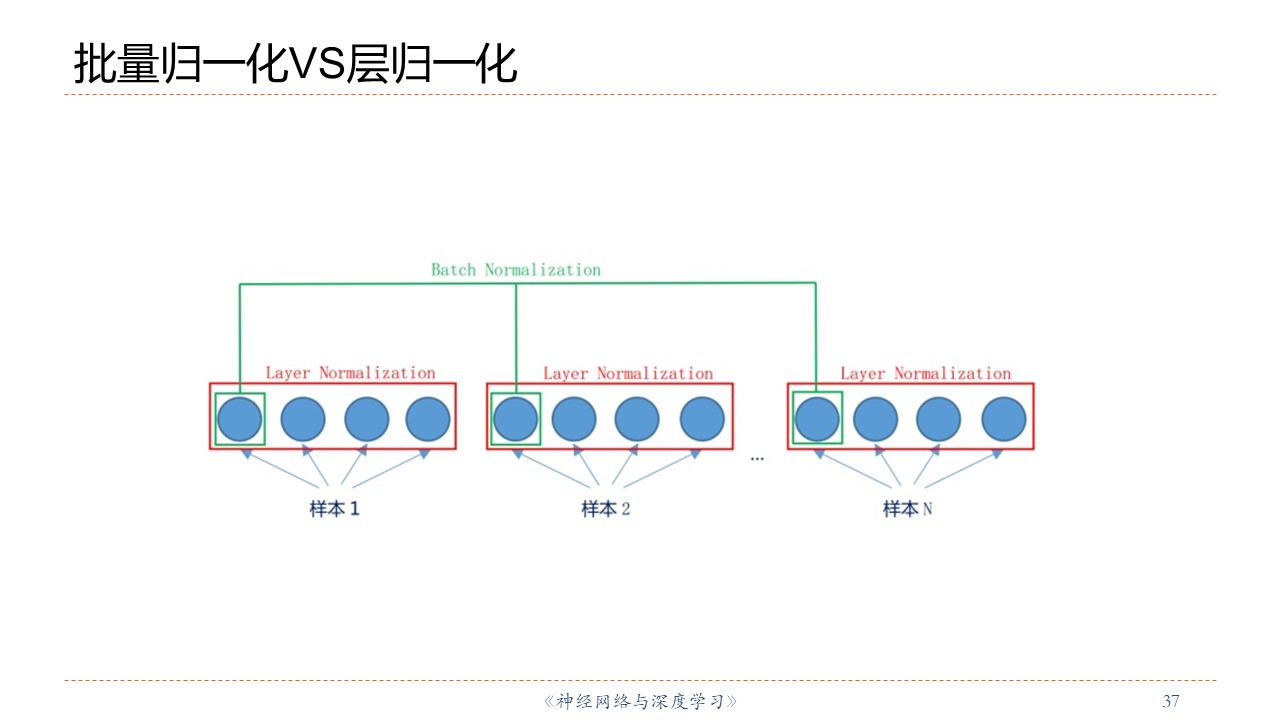 批量归一化VS层归一化
Batch Normalization
Layer Normalization
Layer Normalization
Layer Normalization
...
样本 1
样本 2
样本 N
《神经网络与深度学习》
37